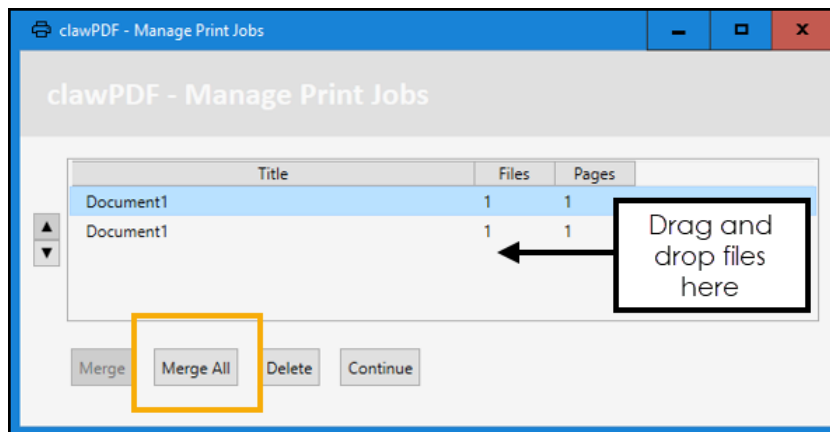 clawPDF - Manage Print Jobs
clawPDF - Manage Print Jobs
Title Files Pages
Document1 1 1
Document1 1 1
Drag and
drop files
here
Merge Merge All Delete Continue